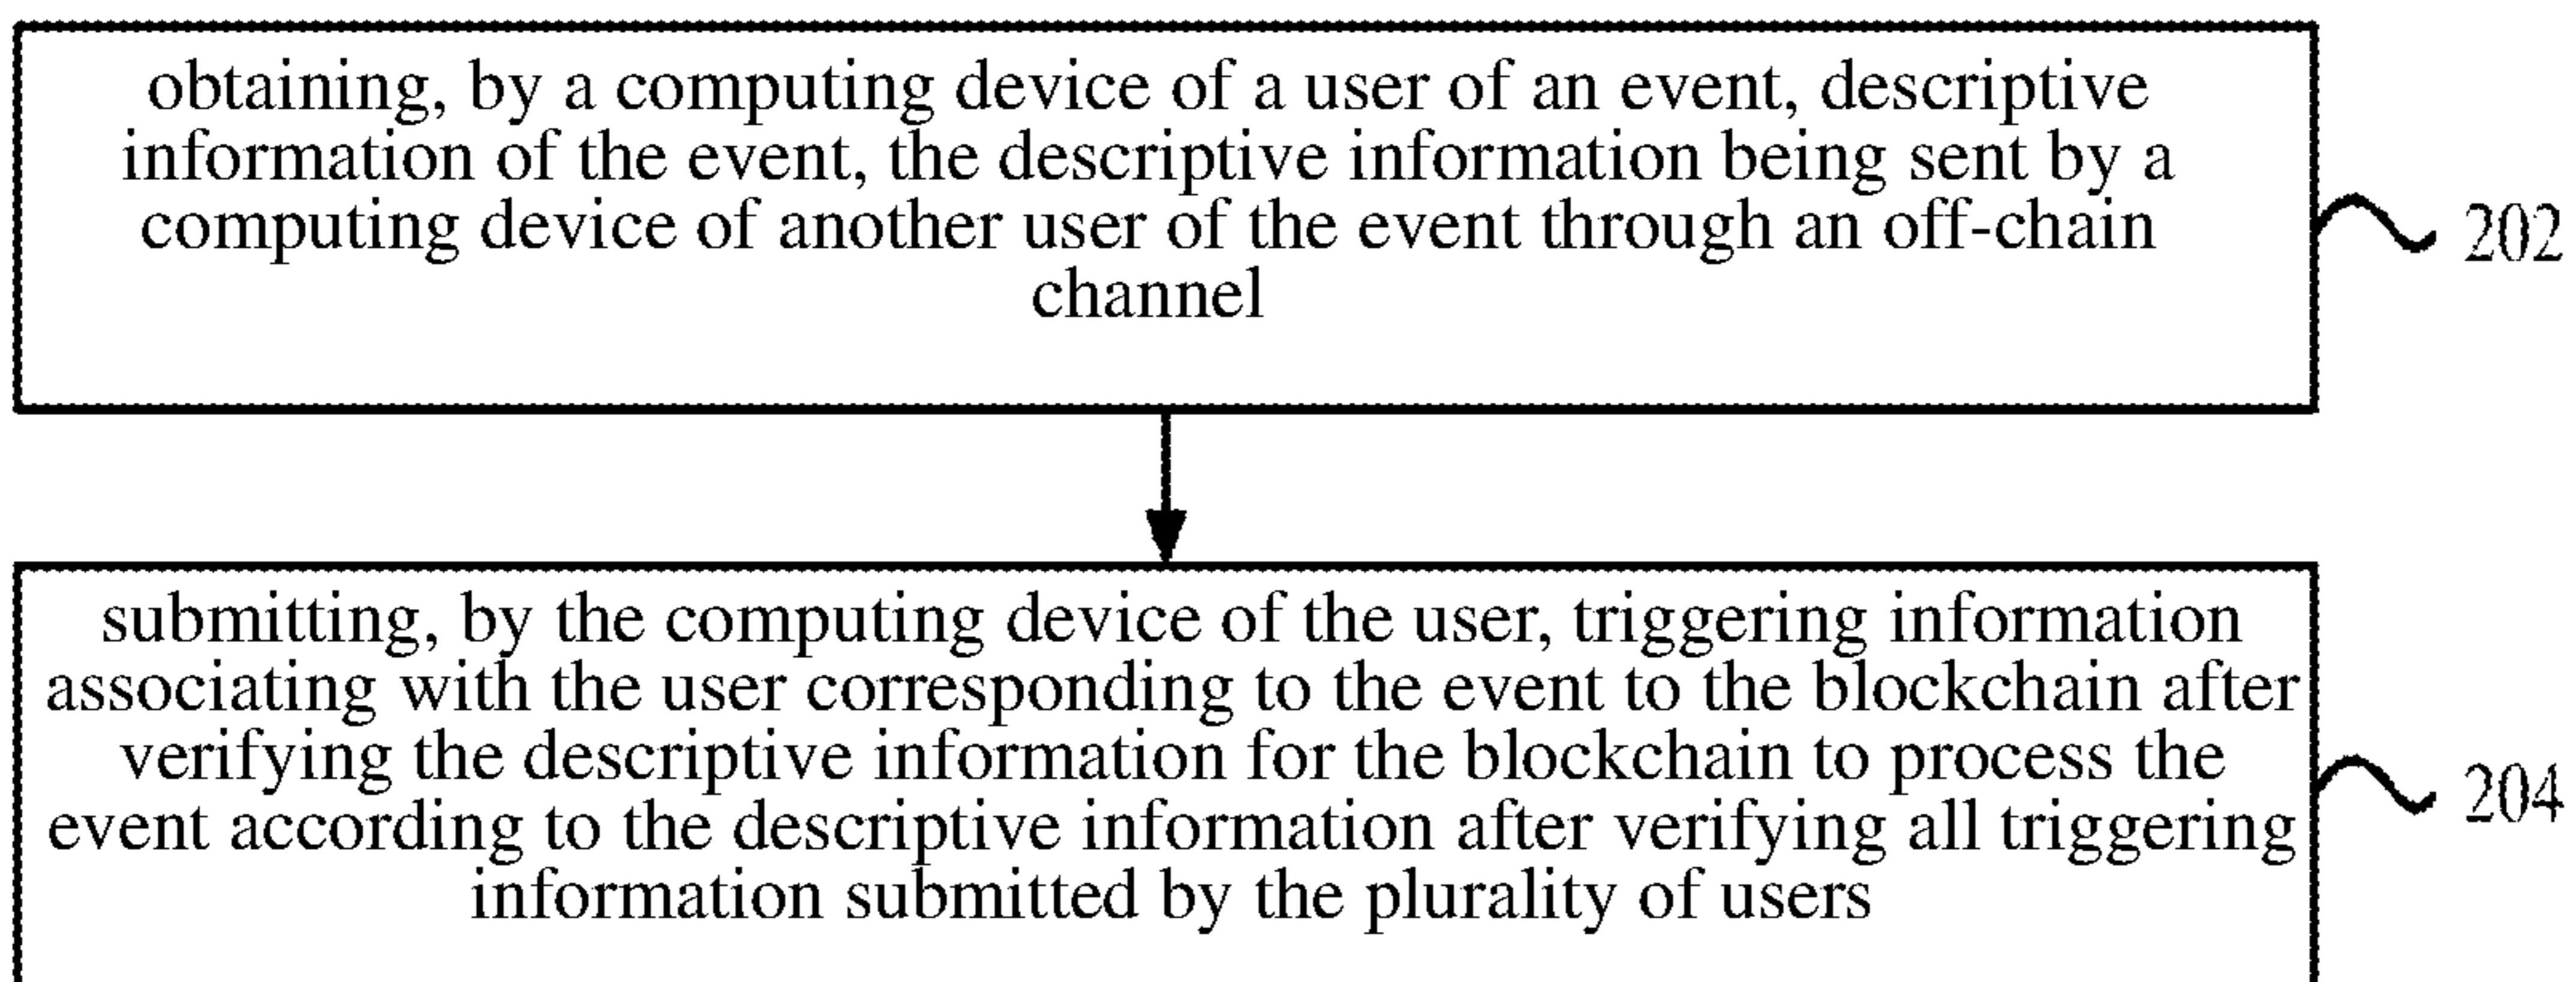 obtaining, by a computing device of a user of an event, descriptive
information of the event, the descriptive information being sent by a
computing device of another user of the event through an off-chain
channel
202
submitting, by the computing device of the user, triggering information
associating with the user corresponding to the event to the blockchain after
verifying the descriptive information for the blockchain to process the
event according to the descriptive information after verifying all triggering
information submitted by the plurality of users
204